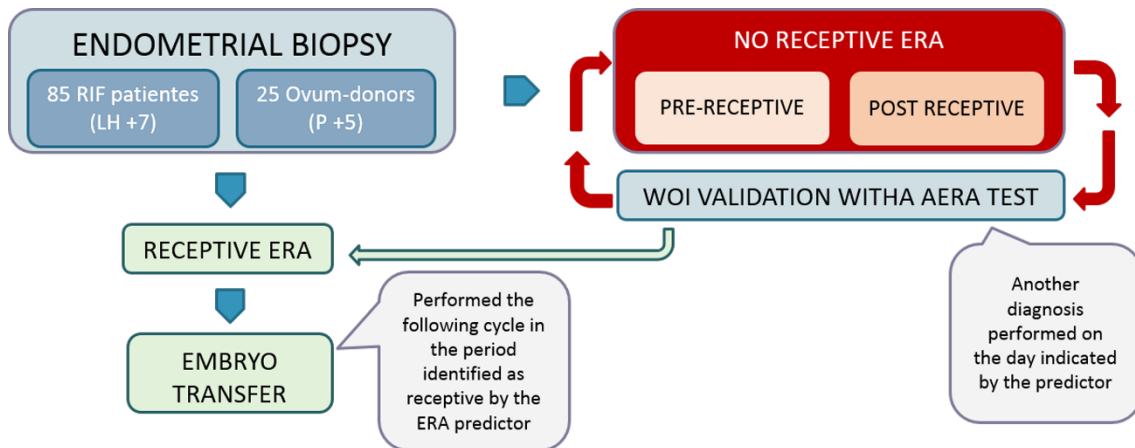 ENDOMETRIAL BIOPSY
85 RIF patientes
(LH +7)
25 Ovum-donors
(P +5)
NO RECEPTIVE ERA
PRE-RECEPTIVE
POST RECEPTIVE
WOI VALIDATION WITHA AERA TEST
RECEPTIVE ERA
Performed the
following cycle in
the period
identified as
receptive by the
ERA predictor
Another
diagnosis
performed on
the day indicated
by the predictor
EMBRYO
TRANSFER